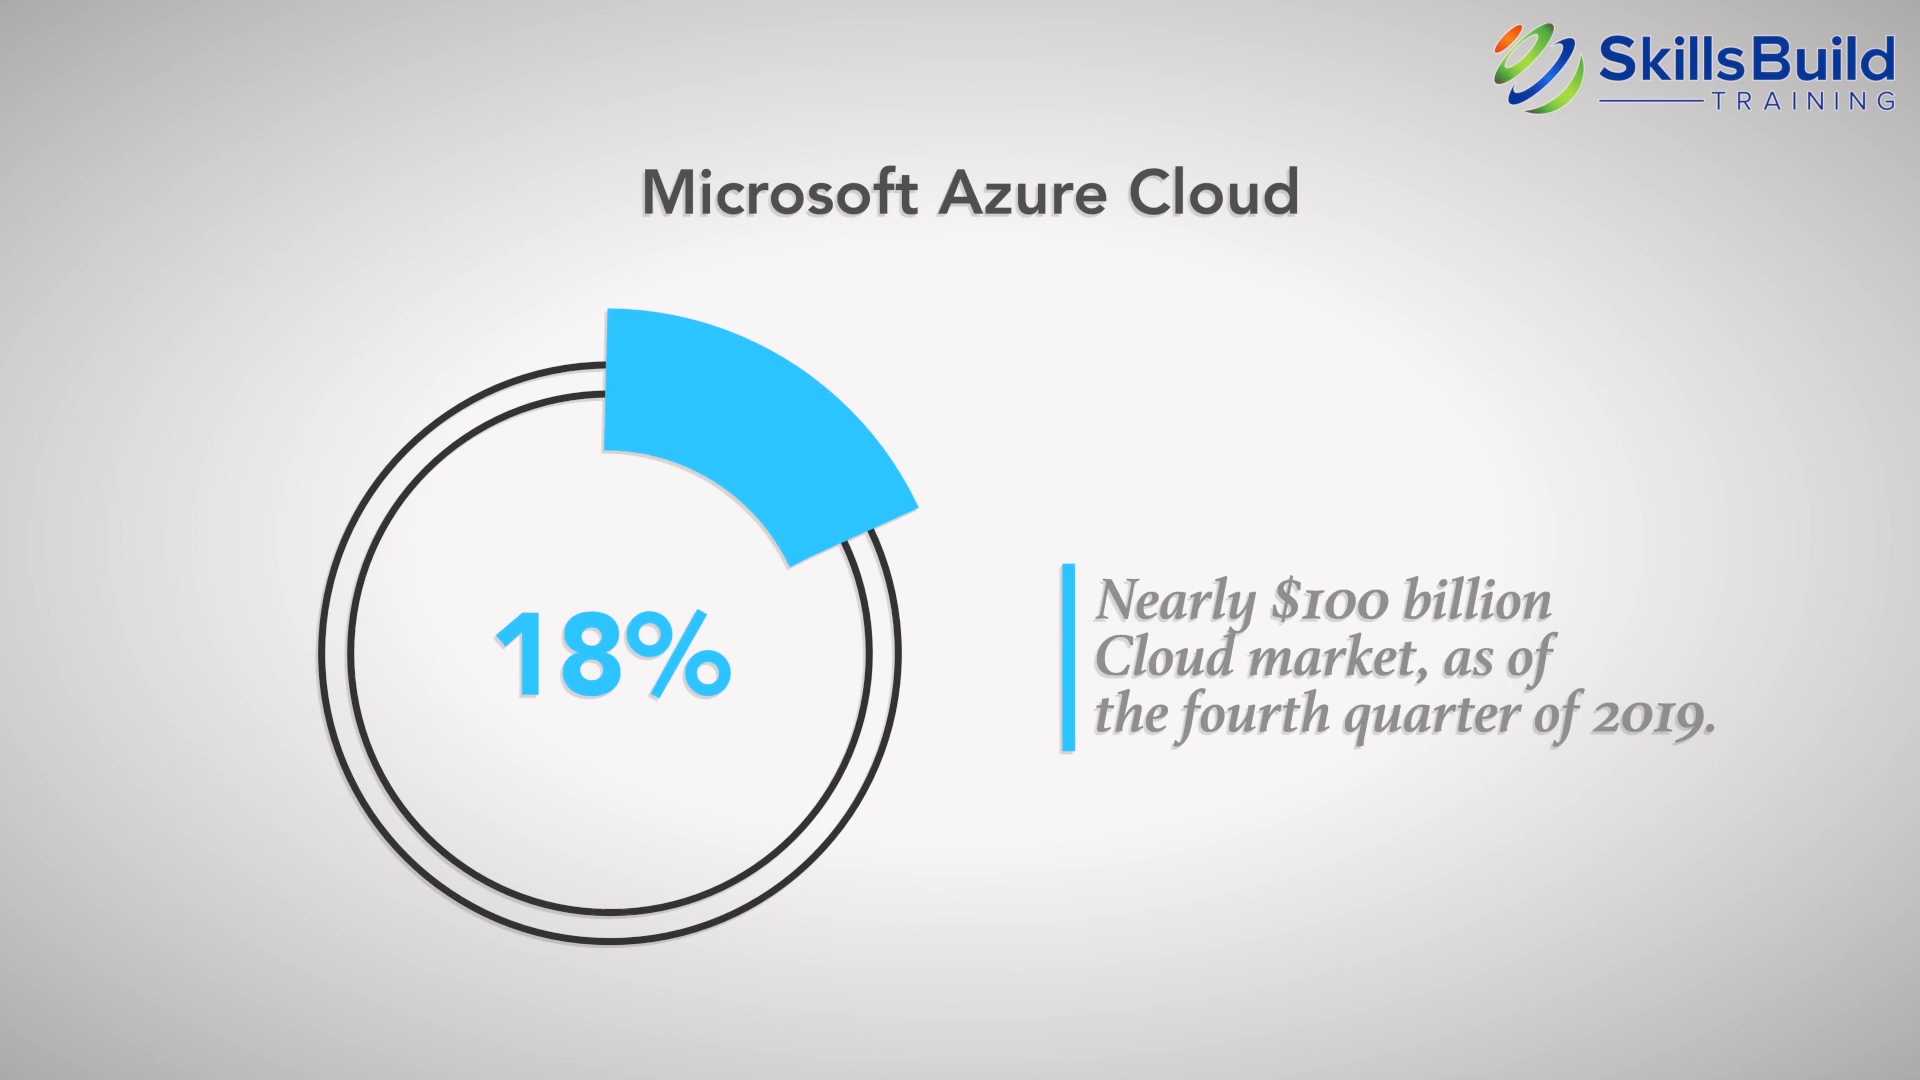 SkillsBuild
TRAINING
Microsoft Azure Cloud
18%
Nearly $100 billion
Cloud market, as of
the fourth quarter of 2019.